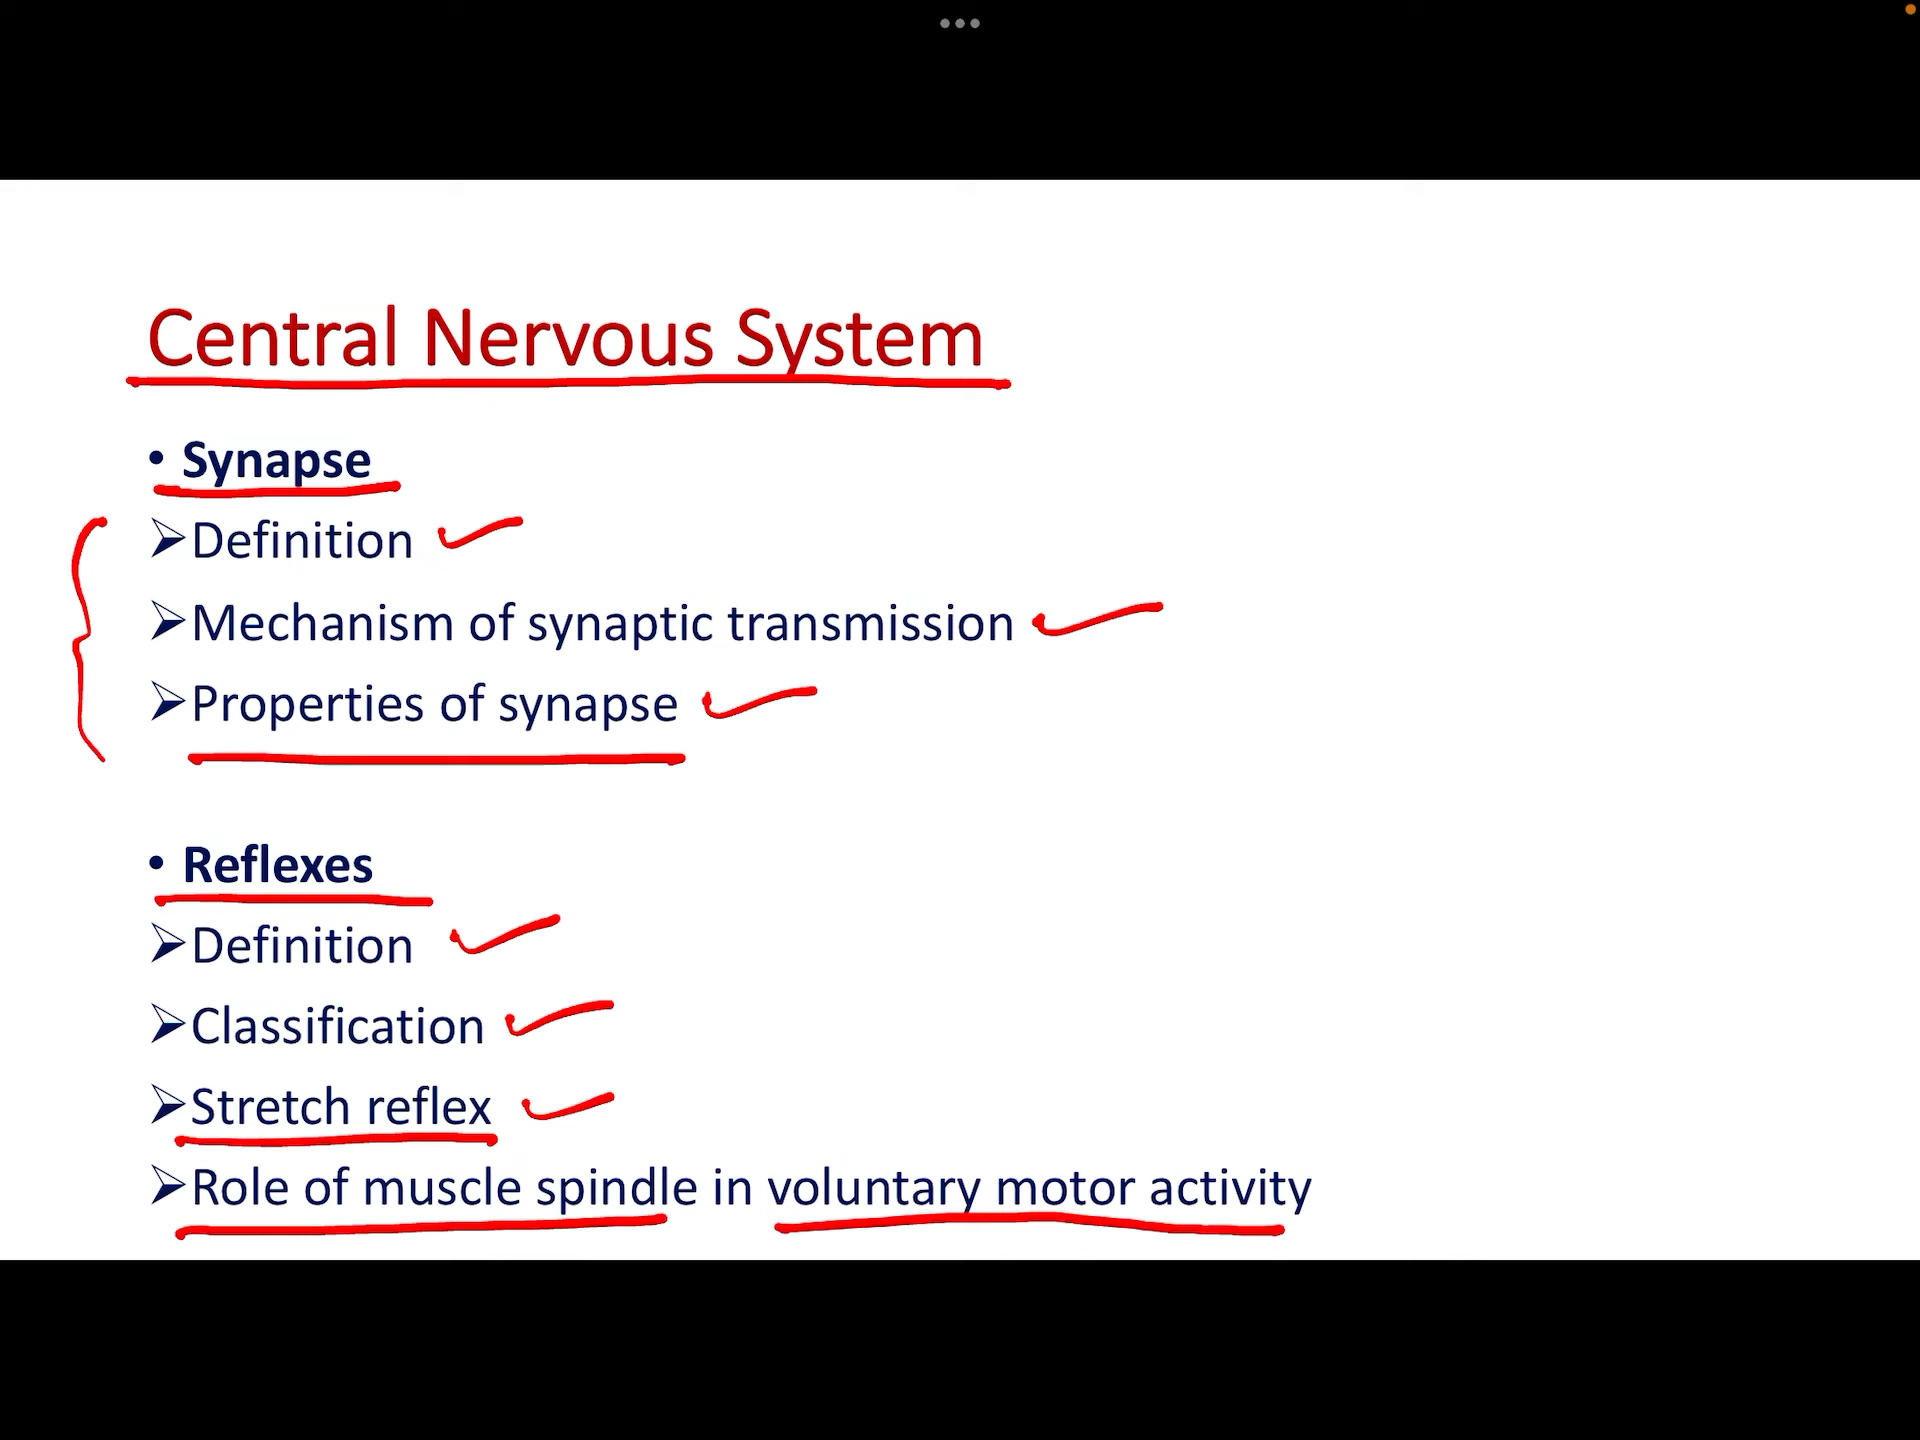 Central Nervous System
• Synapse
➢Definition
➢Mechanism of synaptic transmission
➢Properties of synapse
• Reflexes
➢Definition
➢Classification
➢Stretch reflex
➢Role of muscle spindle in voluntary motor activity